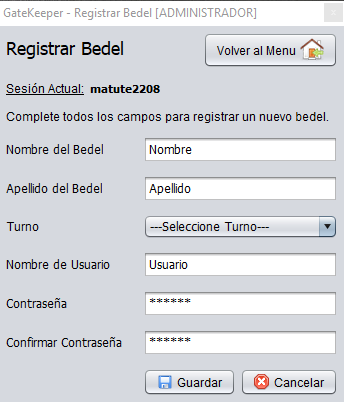 GateKeeper - Registrar Bedel [ADMINISTRADOR]
x
Registrar Bedel
Volver al Menu
Sesión Actual: matute2208
Complete todos los campos para registrar un nuevo bedel.
Nombre del Bedel Nombre
Apellido del Bedel Apellido
Turno ---Seleccione Turno---
Nombre de Usuario Usuario
Contraseña ******
Confirmar Contraseña ******
Guardar Cancelar